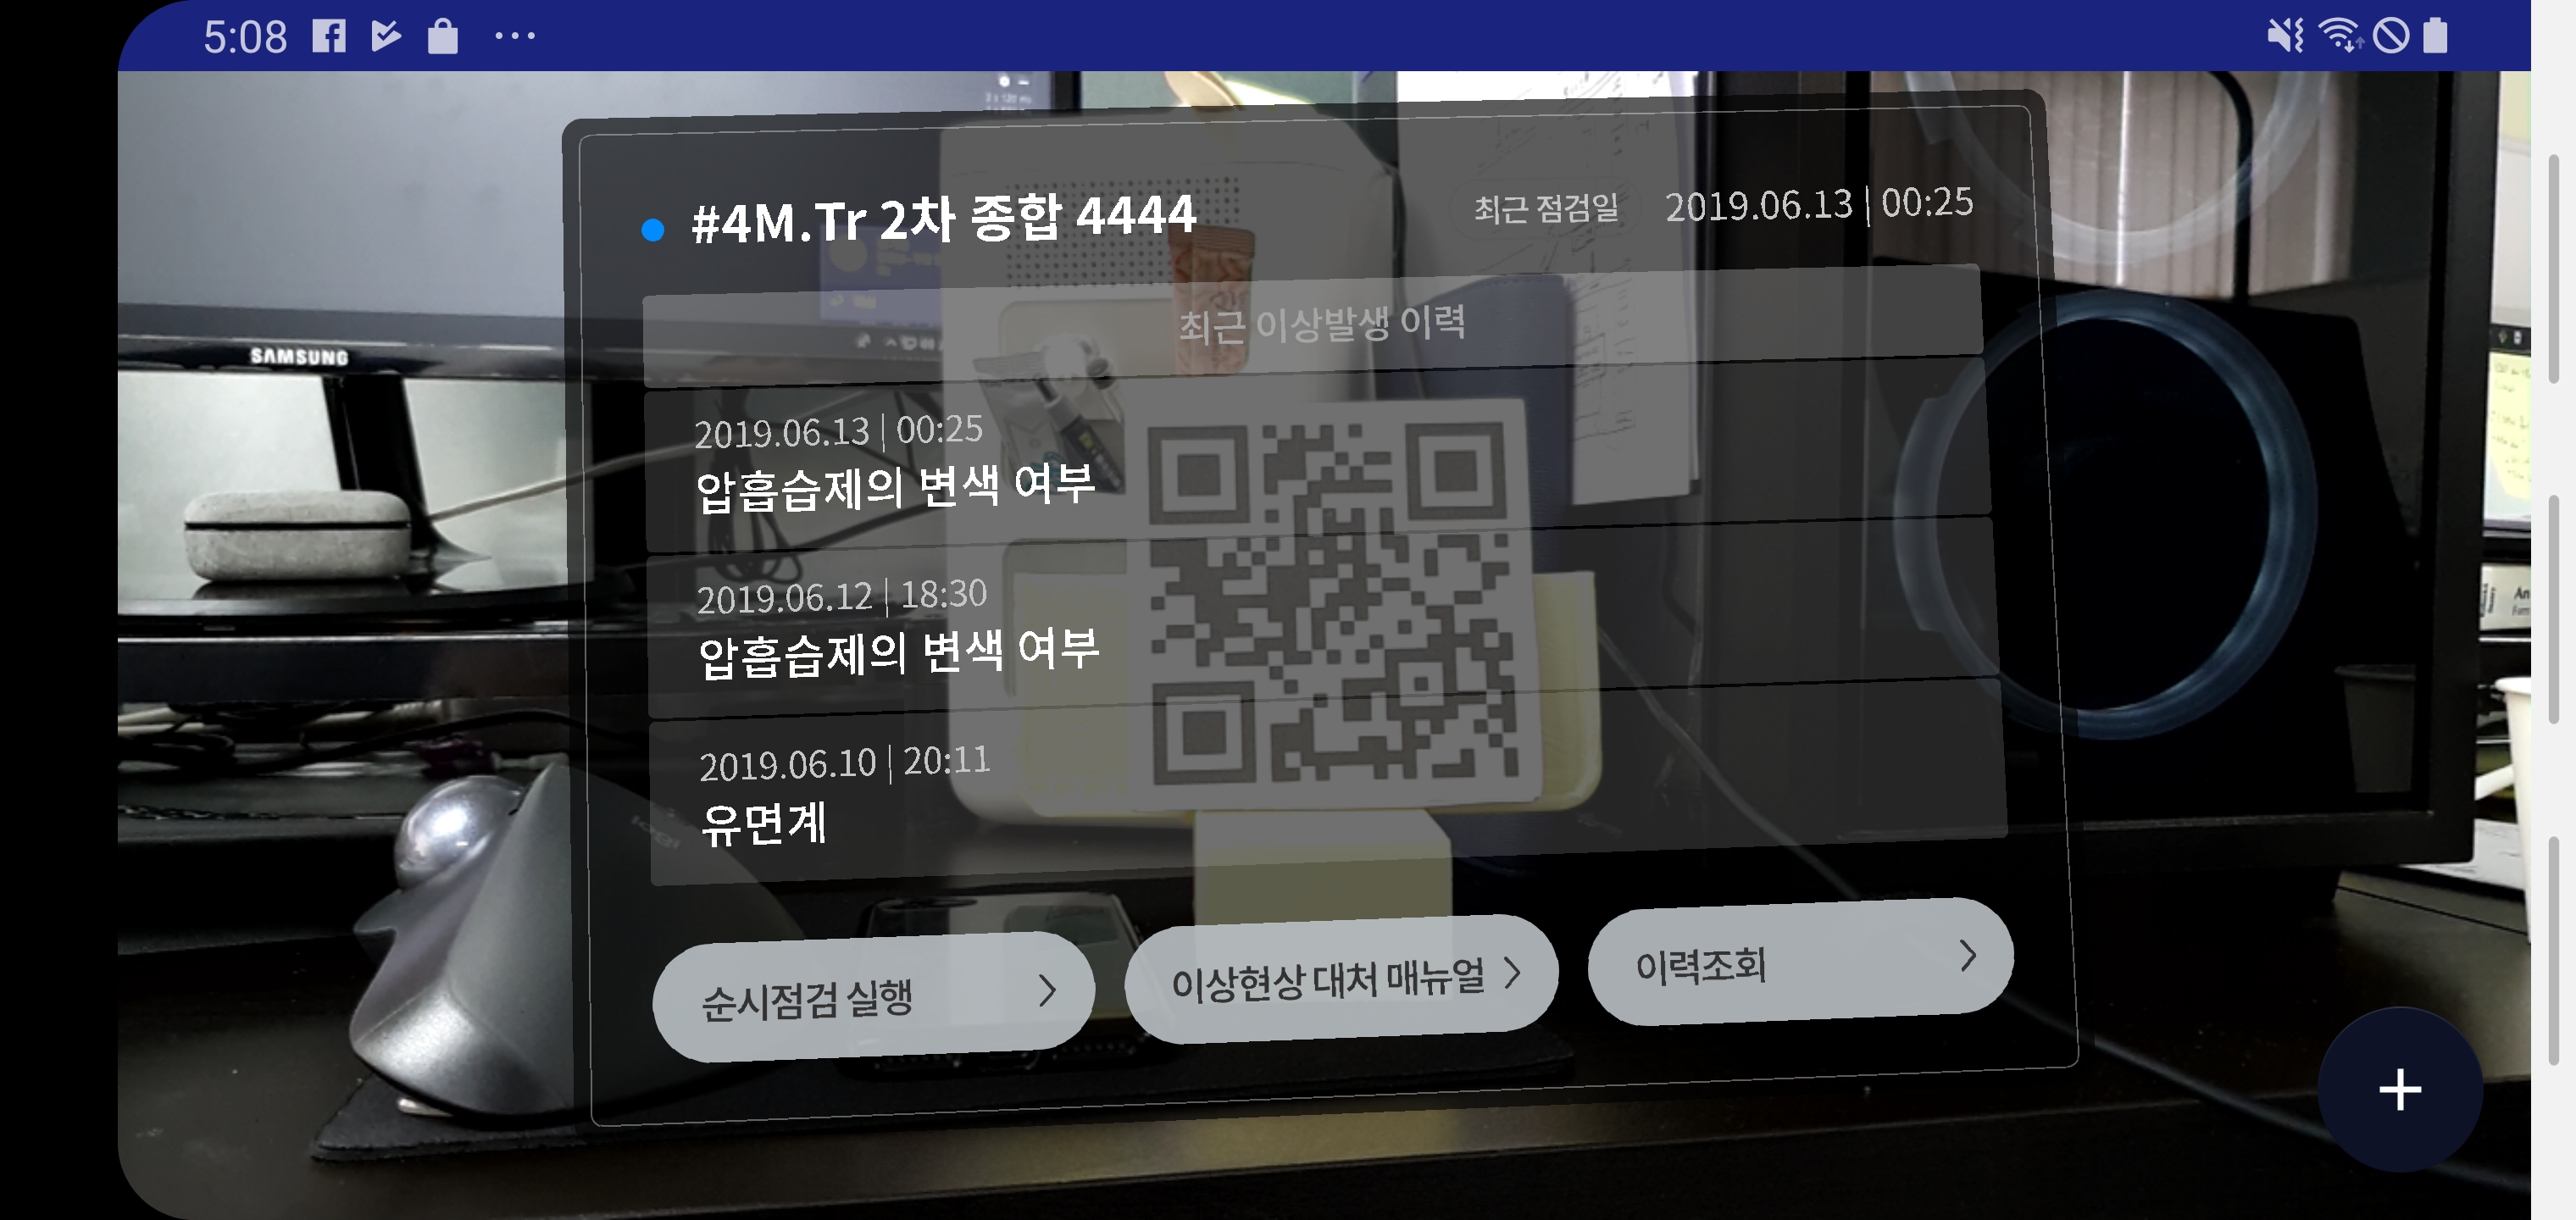 5:08
#4M.Tr 2차 종합 4444
최근 점검일 2019.06.13 | 00:25
최근 이상발생 이력
SAMSUNG
2019.06.13 | 00:25
압흡습제의 변색 여부
2019.06.12 | 18:30
압흡습제의 변색 여부
2019.06.10 | 20:11
유면계
순시점검 실행
이상현상 대처 매뉴얼
이력조회